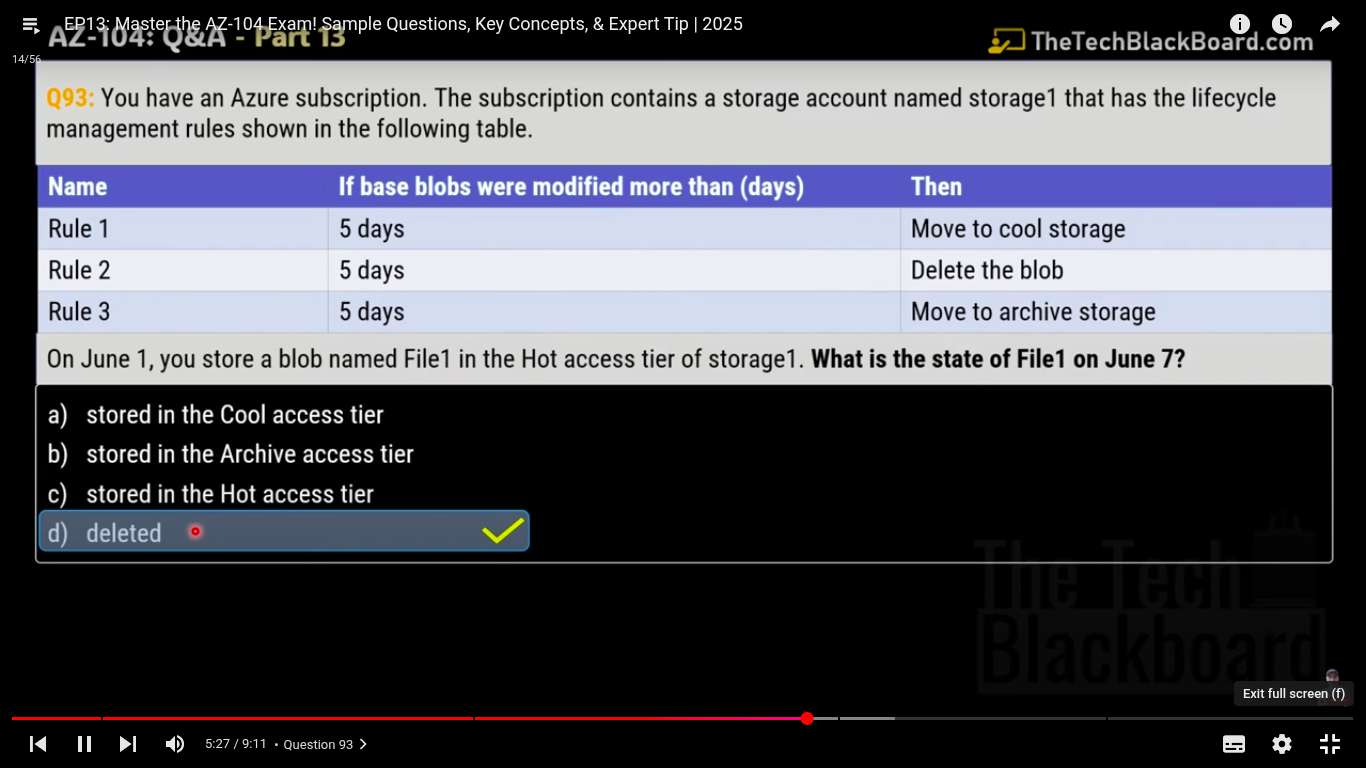 EP13: Master the AZ-104 Exam! Sample Questions, Key Concepts, & Expert Tip | 2025
AZ-104: Q&A - Part 13
TheTechBlackBoard.com
14/56
Q93: You have an Azure subscription. The subscription contains a storage account named storage1 that has the lifecycle
management rules shown in the following table.
Name If base blobs were modified more than (days) Then
Rule 1 5 days Move to cool storage
Rule 2 5 days Delete the blob
Rule 3 5 days Move to archive storage
On June 1, you store a blob named File1 in the Hot access tier of storage1. What is the state of File1 on June 7?
a) stored in the Cool access tier
b) stored in the Archive access tier
c) stored in the Hot access tier
d) deleted
The Tech
Blackboard
Exit full screen (f)
5:27 / 9:11 • Question 93